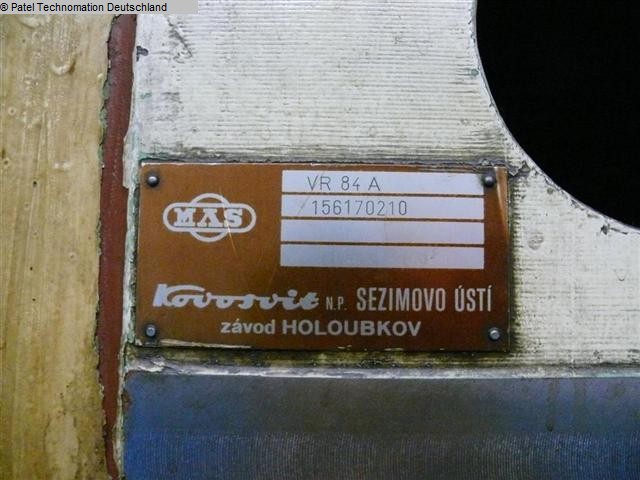 © Patel Technomation Deutschland
VR 84 A
156170210
MAS
Kovosvit N.P. SEZIMOVO ÚSTÍ
závod HOLOUBKOV